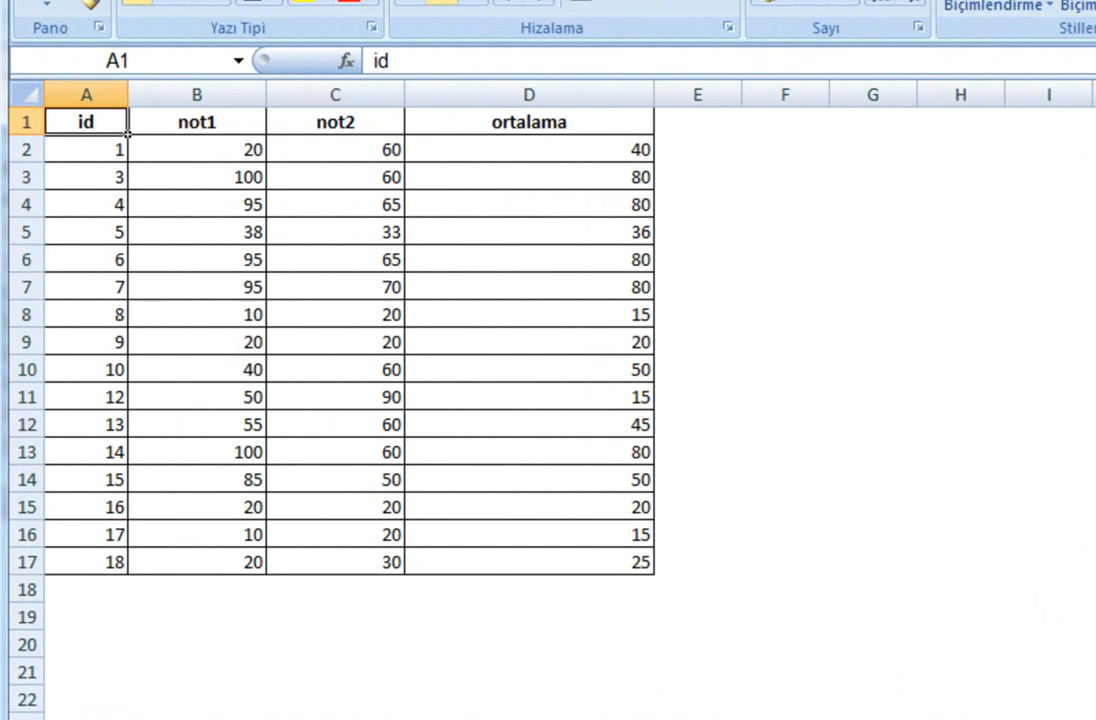 Biçimlendirme Biçim
Pano Yazı Tipi Hizalama Sayı Stille
A1 fx id
A B C D E F G H I
1 id not1 not2 ortalama
2 1 20 60 40
3 3 100 60 80
4 4 95 65 80
5 5 38 33 36
6 6 95 65 80
7 7 95 70 80
8 8 10 20 15
9 9 20 20 20
10 10 40 60 50
11 12 50 90 15
12 13 55 60 45
13 14 100 60 80
14 15 85 50 50
15 16 20 20 20
16 17 10 20 15
17 18 20 30 25
18
19
20
21
22